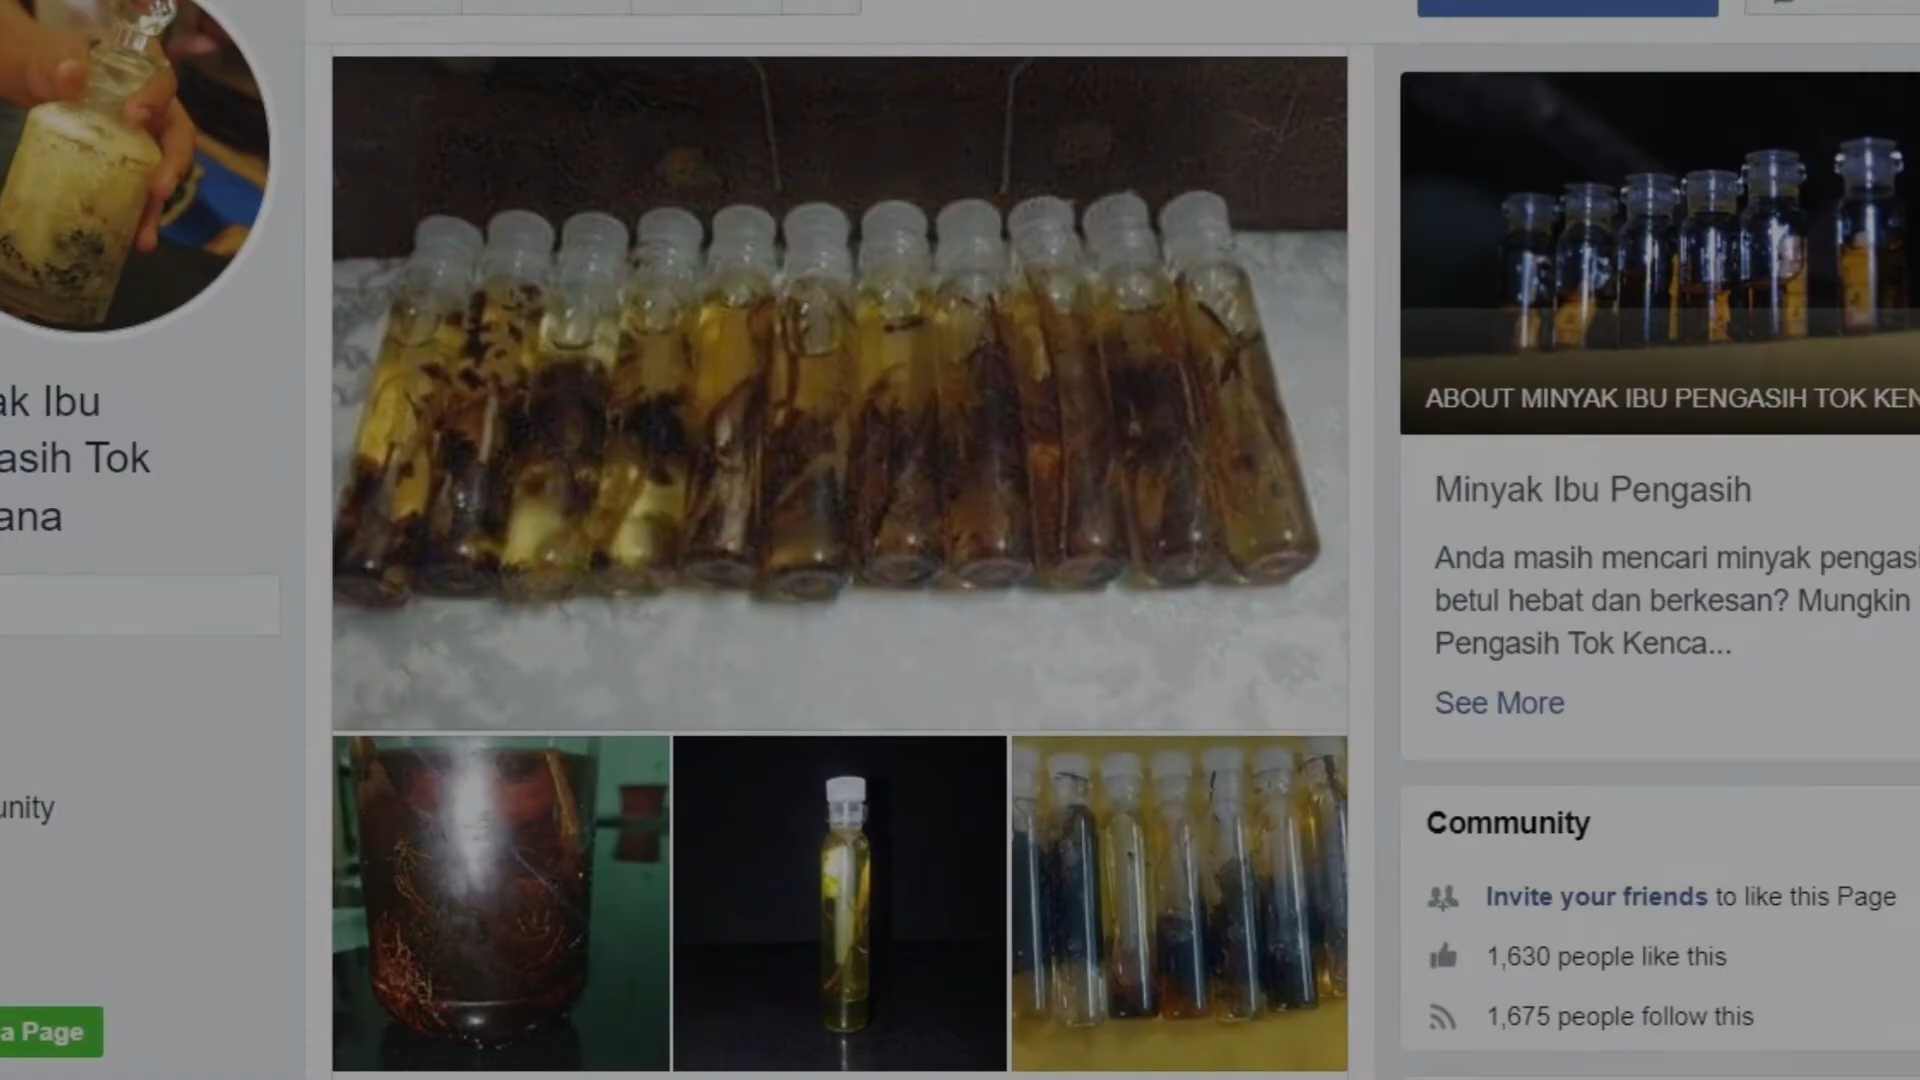 ak Ibu
asih Tok
ana
unity
a Page
ABOUT MINYAK IBU PENGASIH TOK KEN
Minyak Ibu Pengasih
Anda masih mencari minyak pengasi
betul hebat dan berkesan? Mungkin
Pengasih Tok Kenca...
See More
Community
Invite your friends to like this Page
1,630 people like this
1,675 people follow this